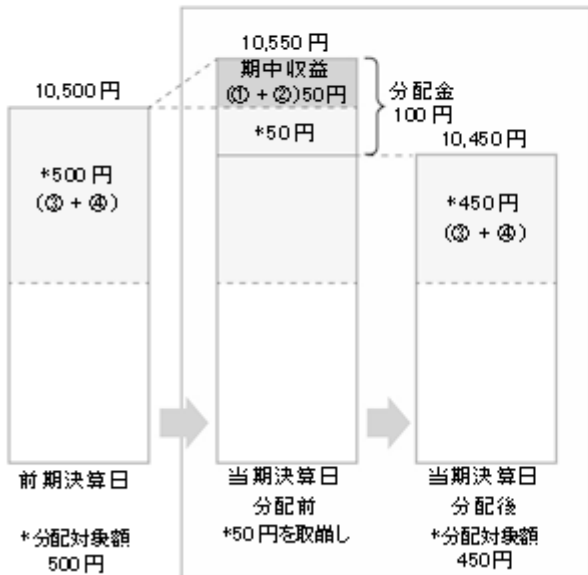 10,550円
期中収益
(①+②)50円
*50円
分配金
100円
10,500円
*500円
(③+④)
10,450円
*450円
(③+④)
前期決算日
*分配対象額
500円
当期決算日
分配前
*50円を取崩し
当期決算日
分配後
*分配対象額
450円